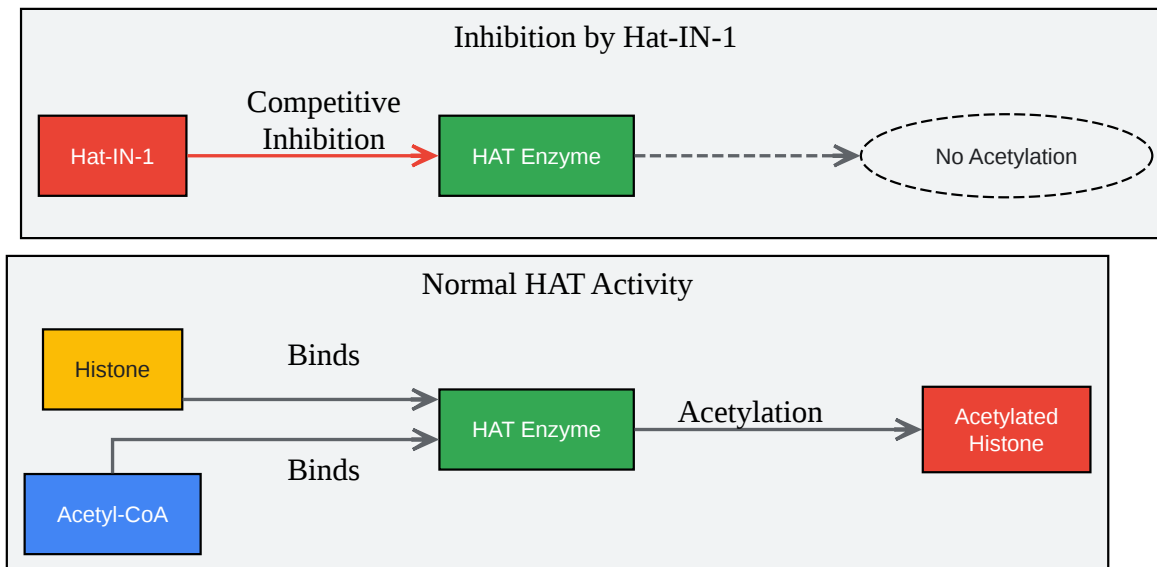 Inhibition by Hat-IN-1
Competitive
Inhibition
Hat-IN-1
HAT Enzyme
No Acetylation
Normal HAT Activity
Histone
Binds
HAT Enzyme
Acetylation
Acetylated
Histone
Binds
Acetyl-CoA